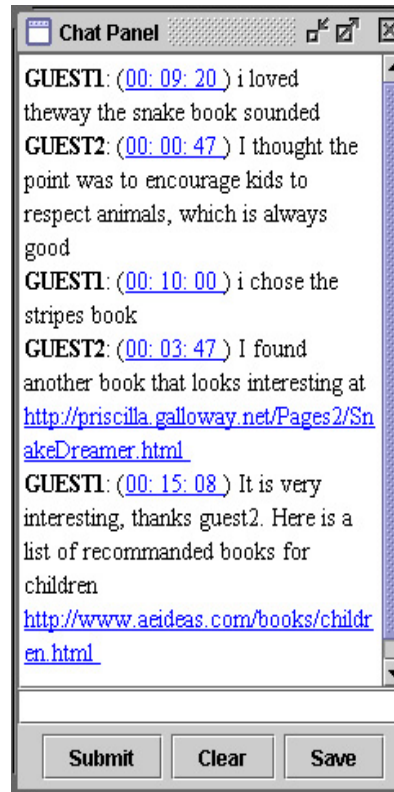 Chat Panel
GUEST1: (00: 09: 20 ) i loved
theway the snake book sounded
GUEST2: (00: 00: 47 ) I thought the
point was to encourage kids to
respect animals, which is always
good
GUEST1: (00: 10: 00 ) i chose the
stripes book
GUEST2: (00: 03: 47 ) I found
another book that looks interesting at
http://priscilla.galloway.net/Pages2/Sn
akeDreamer.html
GUEST1: (00: 15: 08 ) It is very
interesting, thanks guest2. Here is a
list of recommanded books for
children
http://www.aeideas.com/books/childr
en.html
Submit Clear Save